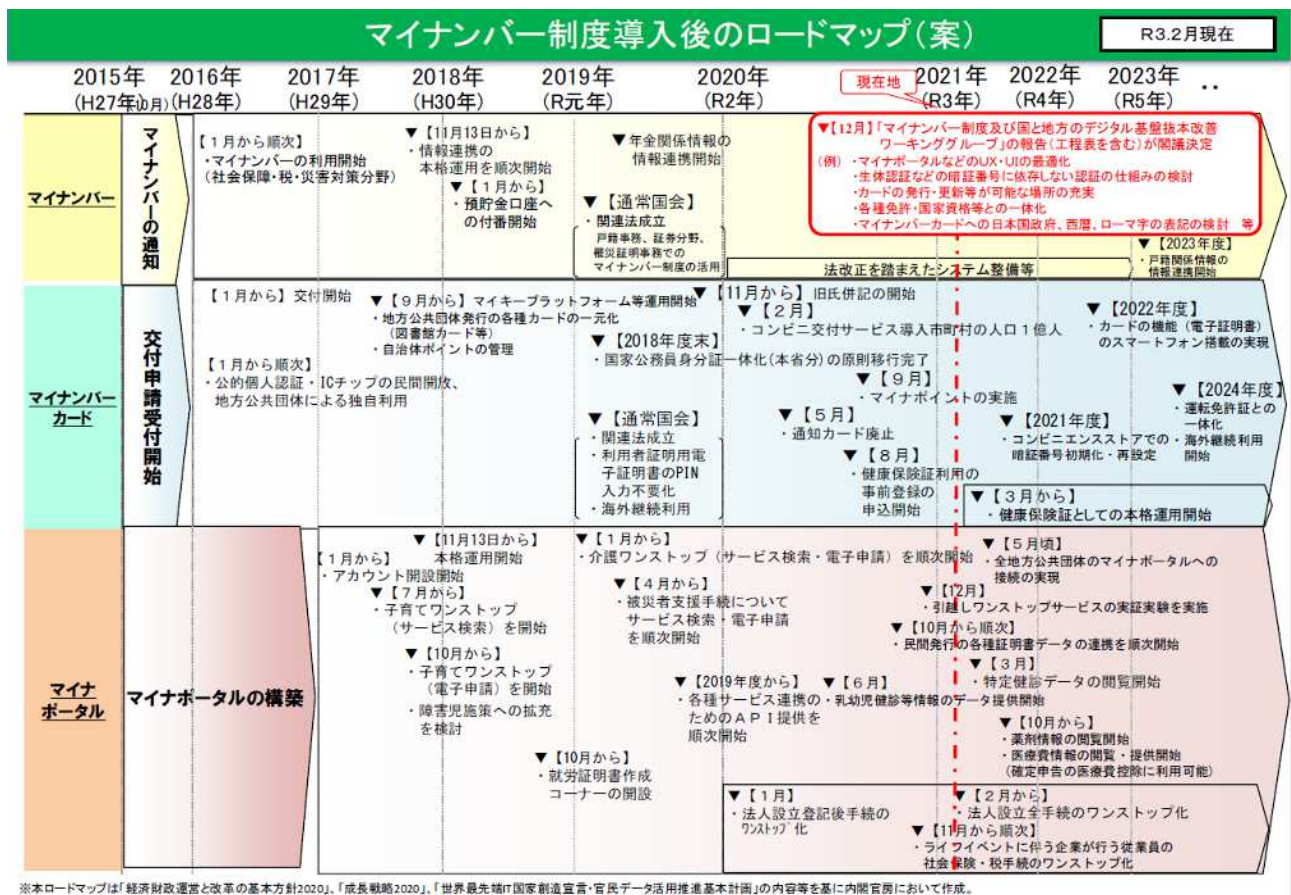 マイナンバー制度導入後のロードマップ(案)
R3.2月現在
2015年
(H27年10月)
2016年
(H28年)
2017年
(H29年)
2018年
(H30年)
2019年
(R元年)
2020年
(R2年)
現在地
2021年
(R3年)
2022年
(R4年)
2023年
(R5年)
‥
マイナンバー
マイナンバーの通知
【1月から順次】
・マイナンバーの利用開始
(社会保障・税・災害対策分野)
▼【11月13日から】
・情報連携の
本格運用を順次開始
▼【1月から】
・預貯金口座へ
の付番開始
▼年金関係情報の
情報連携開始
▼【通常国会】
・関連法成立
戸籍事務、証券分野、
罹災証明事務での
マイナンバー制度の活用
▼【12月】「マイナンバー制度及び国と地方のデジタル基盤抜本改善
ワーキンググループ」の報告(工程表を含む)が閣議決定
(例)・マイナポータルなどのUX・UIの最適化
・生体認証などの暗証番号に依存しない認証の仕組みの検討
・カードの発行・更新等が可能な場所の充実
・各種免許・国家資格等との一体化
・マイナンバーカードへの日本国政府、西暦、ローマ字の表記の検討 等
▼【2023年度】
・戸籍関係情報の
情報連携開始
法改正を踏まえたシステム整備等
マイナンバー
カード
交付申請受付開始
【1月から】交付開始
【1月から順次】
・公的個人認証・ICチップの民間開放、
地方公共団体による独自利用
▼【9月から】マイキープラットフォーム等運用開始
・地方公共団体発行の各種カードの一元化
(図書館カード等)
・自治体ポイントの管理
▼【11月から】旧氏併記の開始
▼【2月】
・コンビニ交付サービス導入市町村の人口1億人
▼【2018年度末】
・国家公務員身分証一体化(本省分)の原則移行完了
▼【9月】
・マイナポイントの実施
▼【通常国会】
・関連法成立
・利用者証明用電
子証明書のPIN
入力不要化
・海外継続利用
▼【5月】
・通知カード廃止
▼【8月】
・健康保険証利用の
事前登録の
申込開始
▼【2022年度】
・カードの機能(電子証明書)
のスマートフォン搭載の実現
▼【2024年度】
・運転免許証との
一体化
・海外継続利用
開始
▼【2021年度】
・コンビニエンスストアでの
暗証番号初期化・再設定
▼【3月から】
・健康保険証としての本格運用開始
マイナ
ポータル
マイナポータルの構築
▼【11月13日から】
本格運用開始
【1月から】
・アカウント開設開始
▼【7月から】
・子育てワンストップ
(サービス検索)を開始
▼【10月から】
・子育てワンストップ
(電子申請)を開始
・障害児施策への拡充
を検討
▼【1月から】
・介護ワンストップ(サービス検索・電子申請)を順次開始
▼【4月から】
・被災者支援手続について
サービス検索・電子申請
を順次開始
▼【2019年度から】
・各種サービス連携の
ためのAPI提供を
順次開始
▼【6月】
・乳幼児健診等情報のデータ提供開始
▼【10月から】
・就労証明書作成
コーナーの開設
▼【5月頃】
・全地方公共団体のマイナポータルへの
接続の実現
▼【12月】
・引越しワンストップサービスの実証実験を実施
▼【10月から順次】
・民間発行の各種証明書データの連携を順次開始
▼【3月】
・特定健診データの閲覧開始
▼【10月から】
・薬剤情報の閲覧開始
・医療費情報の閲覧・提供開始
(確定申告の医療費控除に利用可能)
▼【1月】
・法人設立登記後手続の
ワンストップ化
▼【2月から】
・法人設立全手続のワンストップ化
▼【11月から順次】
・ライフイベントに伴う企業が行う従業員の
社会保険・税手続のワンストップ化
※本ロードマップは「経済財政運営と改革の基本方針2020」、「成長戦略2020」、「世界最先端IT国家創造宣言・官民データ活用推進基本計画」の内容等を基に内閣官房において作成。